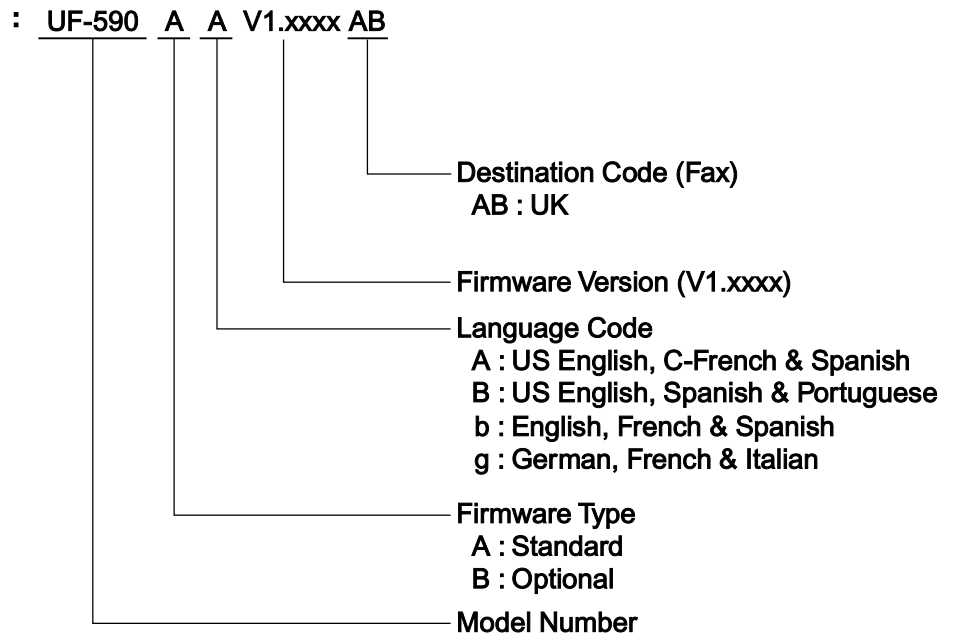 : UF-590 A A V1.xxxx AB
Destination Code (Fax)
AB : UK
Firmware Version (V1.xxxx)
Language Code
A : US English, C-French & Spanish
B : US English, Spanish & Portuguese
b : English, French & Spanish
g : German, French & Italian
Firmware Type
A : Standard
B : Optional
Model Number